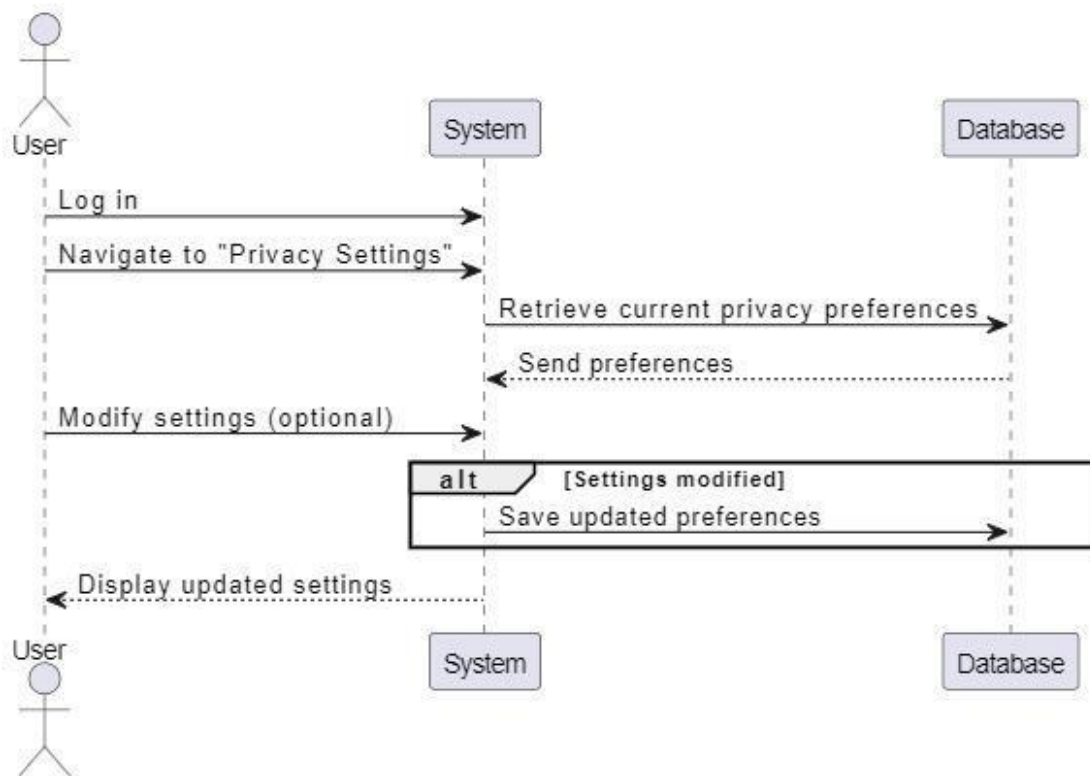 User
System
Database
Log in
Navigate to "Privacy Settings"
Retrieve current privacy preferences
Send preferences
Modify settings (optional)
alt [Settings modified]
Save updated preferences
Display updated settings
User
System
Database